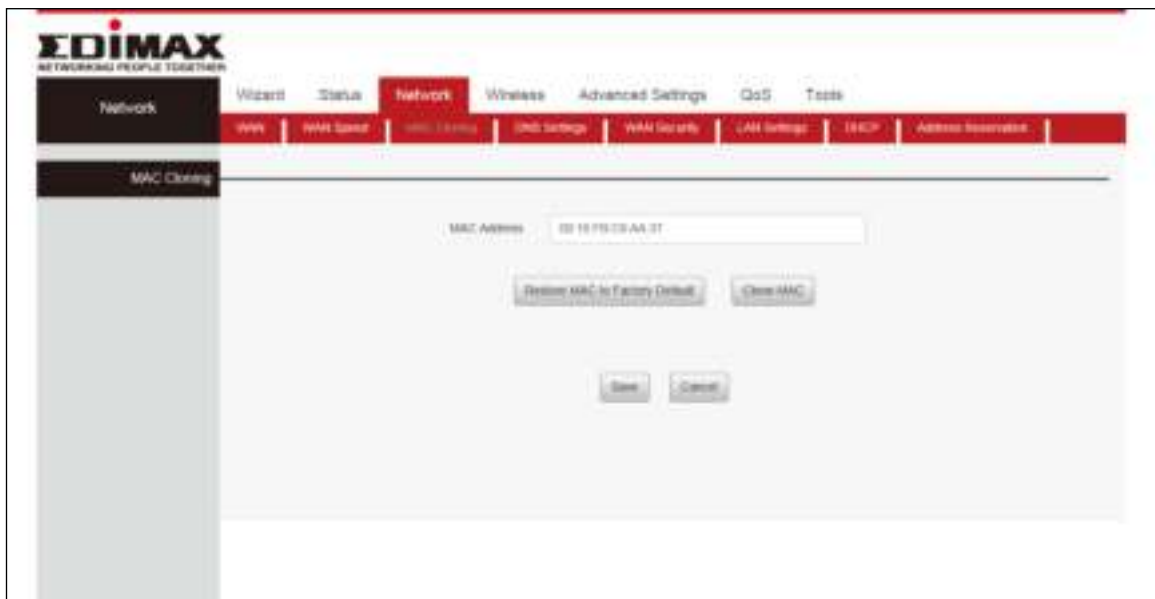 EDIMAX
NETWORKING PEOPLE TOGETHER
Network
Wizard Status Network Wireless Advanced Settings QoS Tools
WAN WAN Speed MAC Cloning DNS Settings WAN Security LAN Settings DHCP Address Reservation
MAC Cloning
MAC Address
Restore MAC to Factory Default Clone MAC
Save Cancel